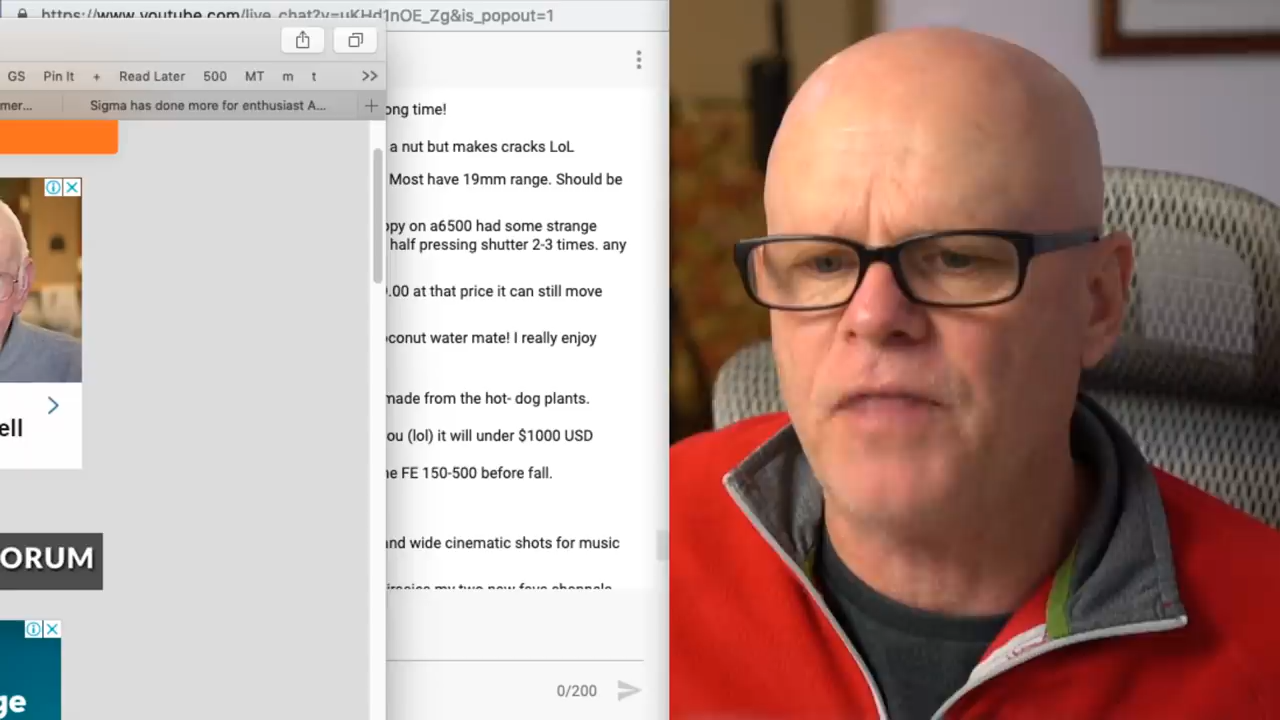 https://www.youtube.com/live_chat?v=uKHd1nOE_Zg&is_popout=1
GS Pin It + Read Later 500 MT m t >>
mer... Sigma has done more for enthusiast A... +
ong time!
a nut but makes cracks LoL
Most have 19mm range. Should be
opy on a6500 had some strange
half pressing shutter 2-3 times. any
.00 at that price it can still move
oconut water mate! I really enjoy
made from the hot- dog plants.
ell
ou (lol) it will under $1000 USD
e FE 150-500 before fall.
and wide cinematic shots for music
ORUM
my two new
0/200
ge